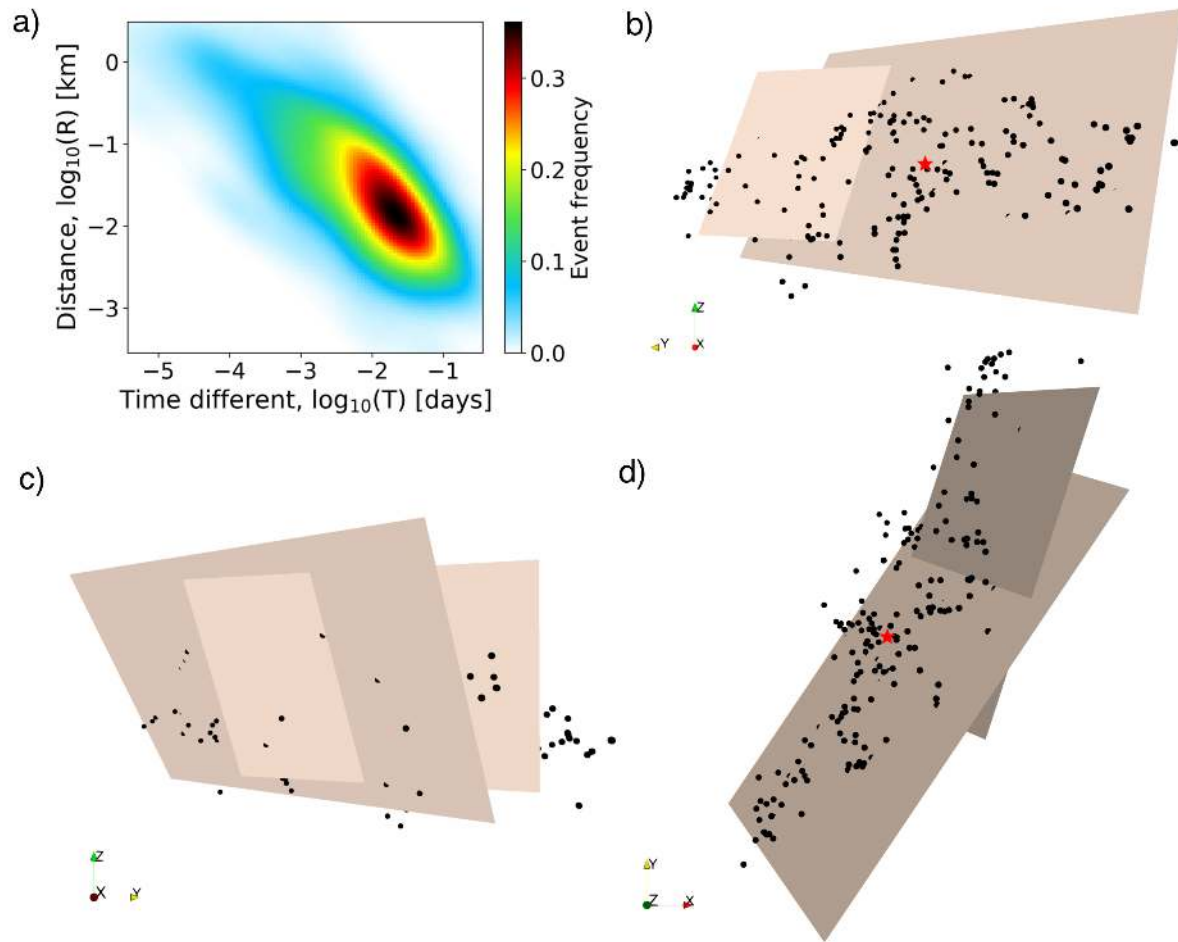 a)
Distance, log10(R) [km]
0
−1
−2
−3
−5
−4
−3
−2
−1
Time different, log10(T) [days]
0.3
0.2
0.1
0.0
Event frequency
b)
Z
Y
X
c)
Z
X
Y
d)
Y
Z
X